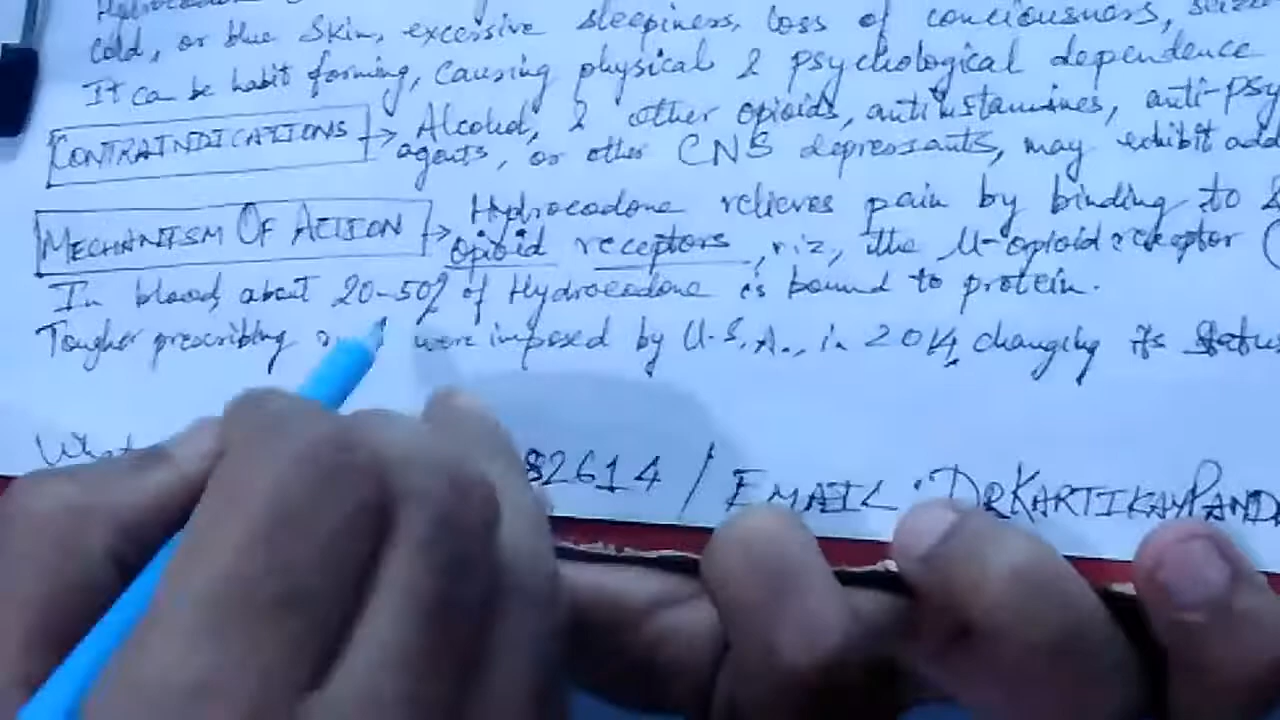 cold, or blue skin, excessive sleepiness, loss of conciousness,
It can be habit forming, causing physical & psychological dependence
CONTRAINDICATIONS → Alcohol, & other opioids, antihistamines, anti-psy
agents, or other CNS depressants, may exhibit add
MECHANISM OF ACTION → Hydrocodone relieves pain by binding to
opioid receptors, viz, the M-opioid receptor (
In blood, about 20-50% of Hydrocodone is bound to protein.
Tougher prescribing were imposed by U.S.A., in 2014, changing its status
82614 / EMAIL : DRKARTIKAYPAND